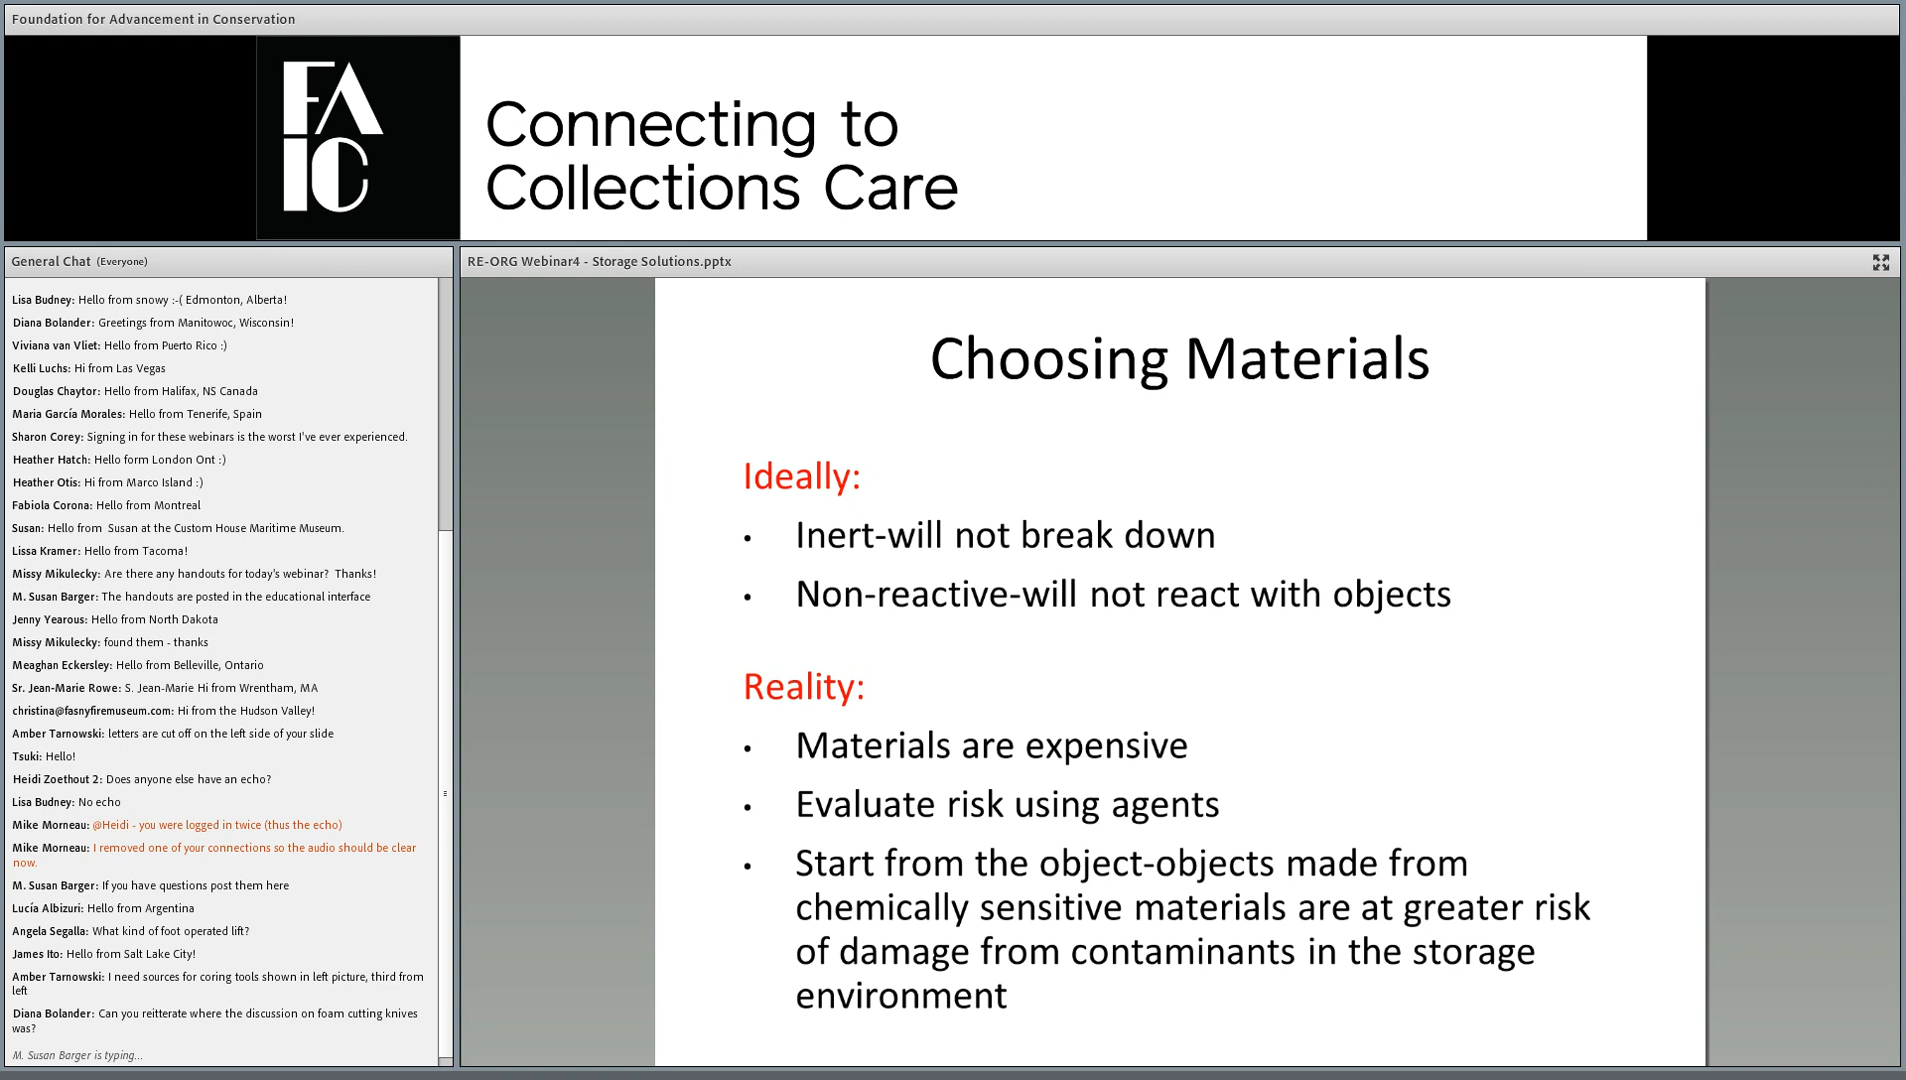 Foundation for Advancement in Conservation
FA
IC
Connecting to
Collections Care
General Chat (Everyone)
Lisa Budney: Hello from snowy :-( Edmonton, Alberta!
Diana Bolander: Greetings from Manitowoc, Wisconsin!
Viviana van Vliet: Hello from Puerto Rico :)
Kelli Luchs: Hi from Las Vegas
Douglas Chaytor: Hello from Halifax, NS Canada
Maria García Morales: Hello from Tenerife, Spain
Sharon Corey: Signing in for these webinars is the worst I've ever experienced.
Heather Hatch: Hello form London Ont :)
Heather Otis: Hi from Marco Island :)
Fabiola Corona: Hello from Montreal
Susan: Hello from  Susan at the Custom House Maritime Museum.
Lissa Kramer: Hello from Tacoma!
Missy Mikulecky: Are there any handouts for today's webinar?  Thanks!
M. Susan Barger: The handouts are posted in the educational interface
Jenny Yearous: Hello from North Dakota
Missy Mikulecky: found them - thanks
Meaghan Eckersley: Hello from Belleville, Ontario
Sr. Jean-Marie Rowe: S. Jean-Marie Hi from Wrentham, MA
christina@fasnyfiremuseum.com: Hi from the Hudson Valley!
Amber Tarnowski: letters are cut off on the left side of your slide
Tsuki: Hello!
Heidi Zoethout 2: Does anyone else have an echo?
Lisa Budney: No echo
Mike Morneau: @Heidi - you were logged in twice (thus the echo)
Mike Morneau: I removed one of your connections so the audio should be clear
now.
M. Susan Barger: If you have questions post them here
Lucía Albizuri: Hello from Argentina
Angela Segalla: What kind of foot operated lift?
James Ito: Hello from Salt Lake City!
Amber Tarnowski: I need sources for coring tools shown in left picture, third from
left
Diana Bolander: Can you reitterate where the discussion on foam cutting knives
was?
M. Susan Barger is typing...
RE-ORG Webinar4 - Storage Solutions.pptx
Choosing Materials
Ideally:
• Inert-will not break down
• Non-reactive-will not react with objects
Reality:
• Materials are expensive
• Evaluate risk using agents
• Start from the object-objects made from
chemically sensitive materials are at greater risk
of damage from contaminants in the storage
environment